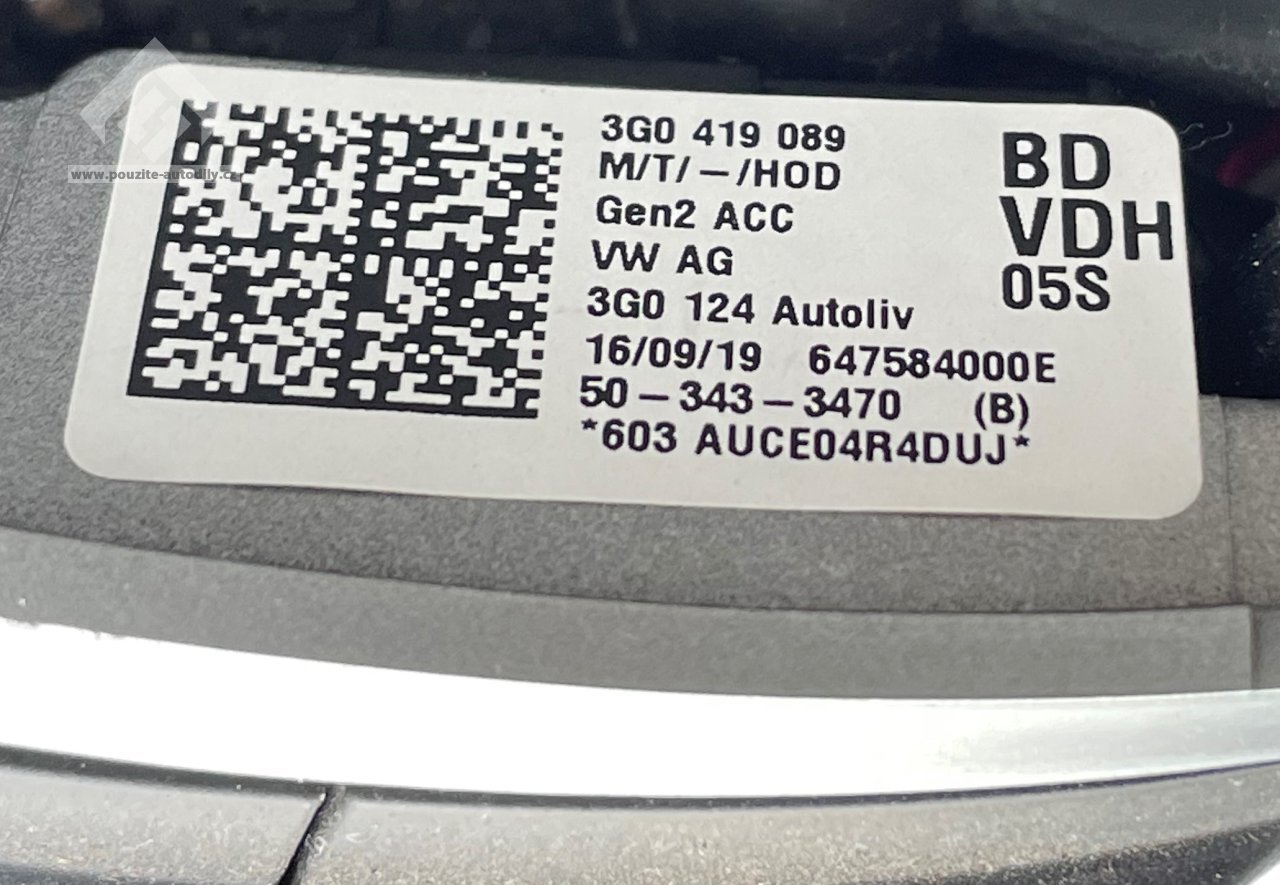 3G0 419 089
M/T/–/HOD
Gen2 ACC
VW AG
3G0 124 Autoliv
16/09/19 647584000E
50–343–3470 (B)
*603 AUCE04R4DUJ*
BD
VDH
05S
www.pouzite-autodily.cz